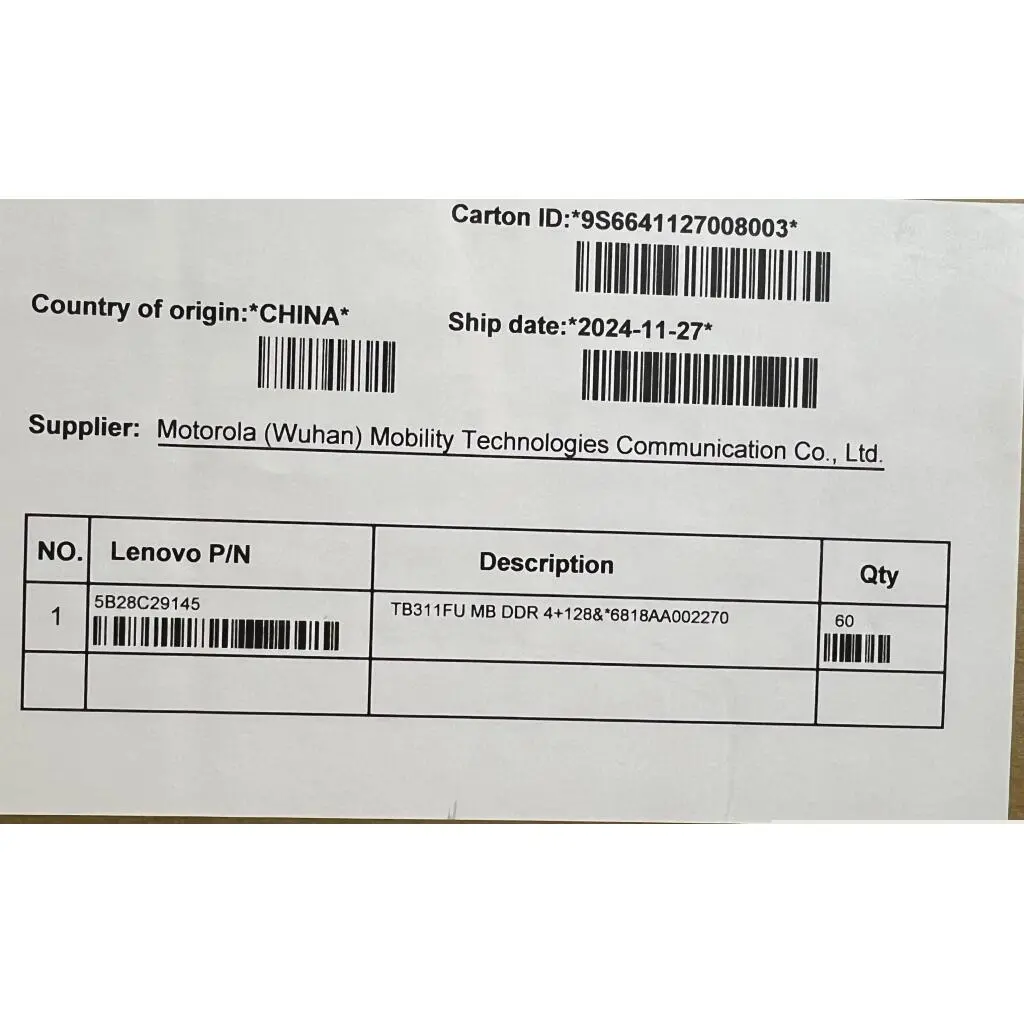 Carton ID:*9S6641127008003*
Country of origin:*CHINA*
Ship date:*2024-11-27*
Supplier: Motorola (Wuhan) Mobility Technologies Communication Co., Ltd.
NO. Lenovo P/N Description Qty
1 5B28C29145 TB311FU MB DDR 4+128&*6818AA002270 60